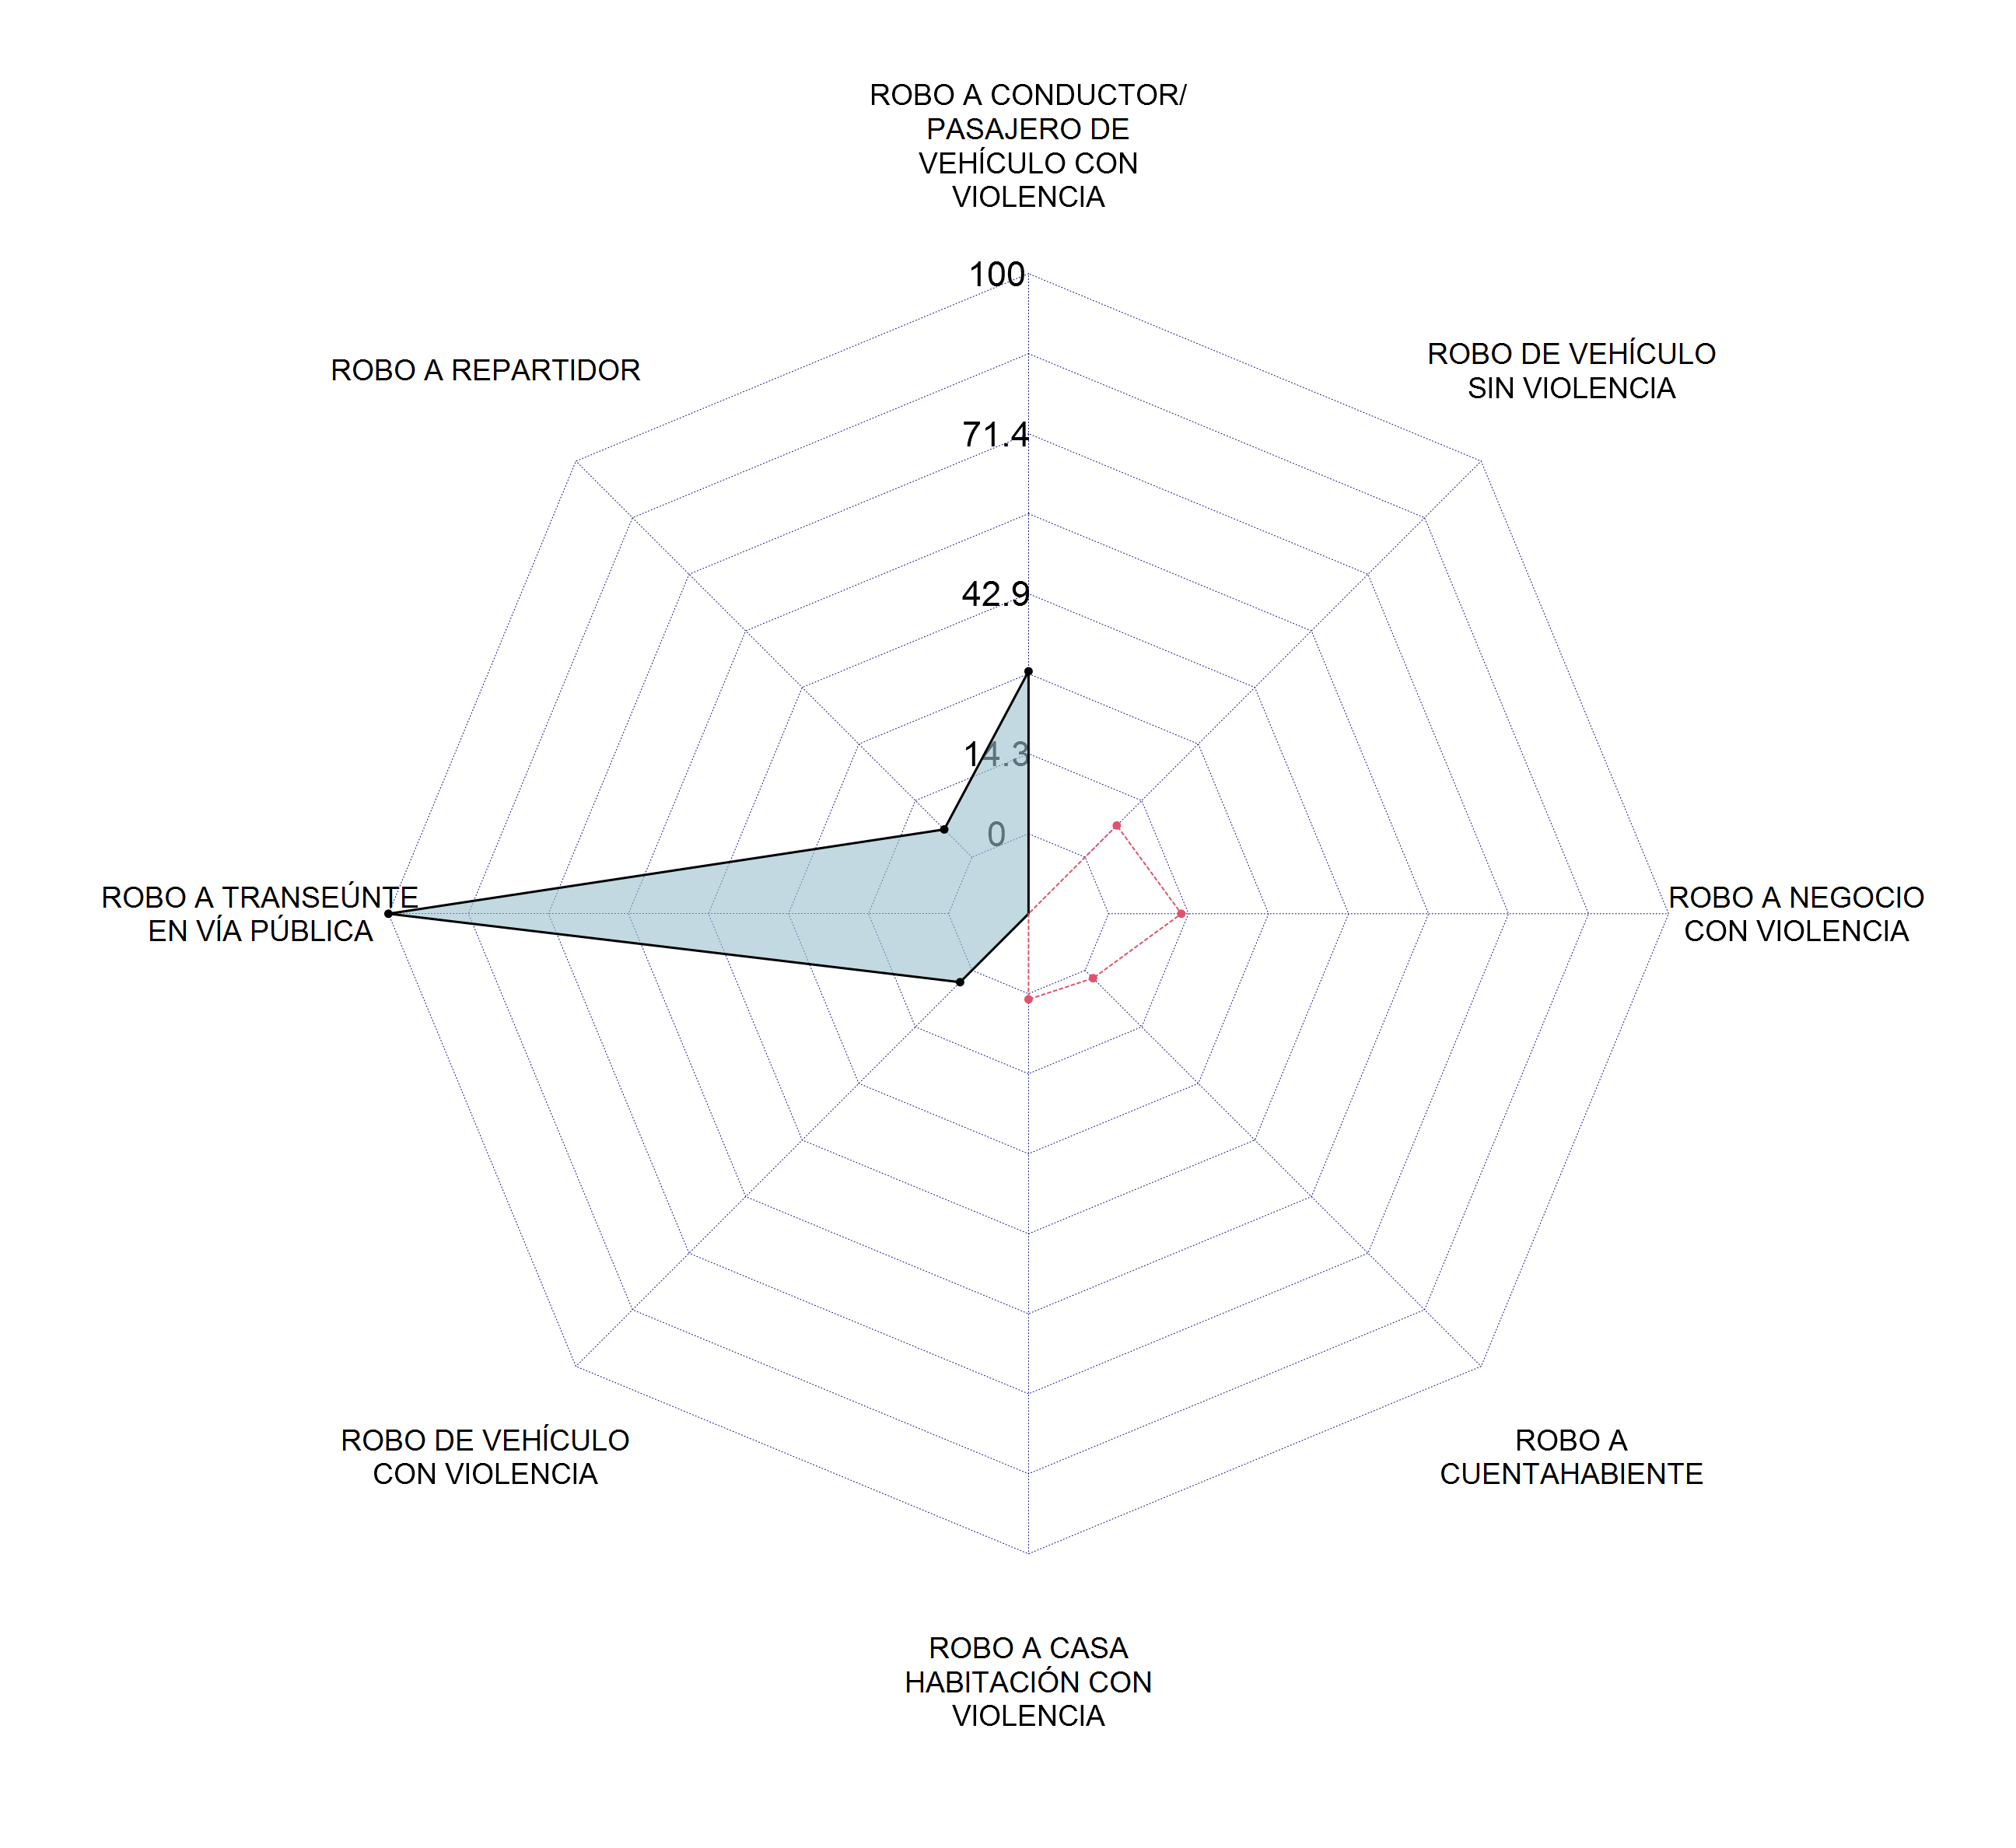 ROBO A CONDUCTOR/
PASAJERO DE
VEHÍCULO CON
VIOLENCIA
100
ROBO DE VEHÍCULO
SIN VIOLENCIA
ROBO A REPARTIDOR
71.4
42.9
14.3
0
ROBO A TRANSEÚNTE
EN VÍA PÚBLICA
ROBO A NEGOCIO
CON VIOLENCIA
ROBO DE VEHÍCULO
CON VIOLENCIA
ROBO A
CUENTAHABIENTE
ROBO A CASA
HABITACIÓN CON
VIOLENCIA